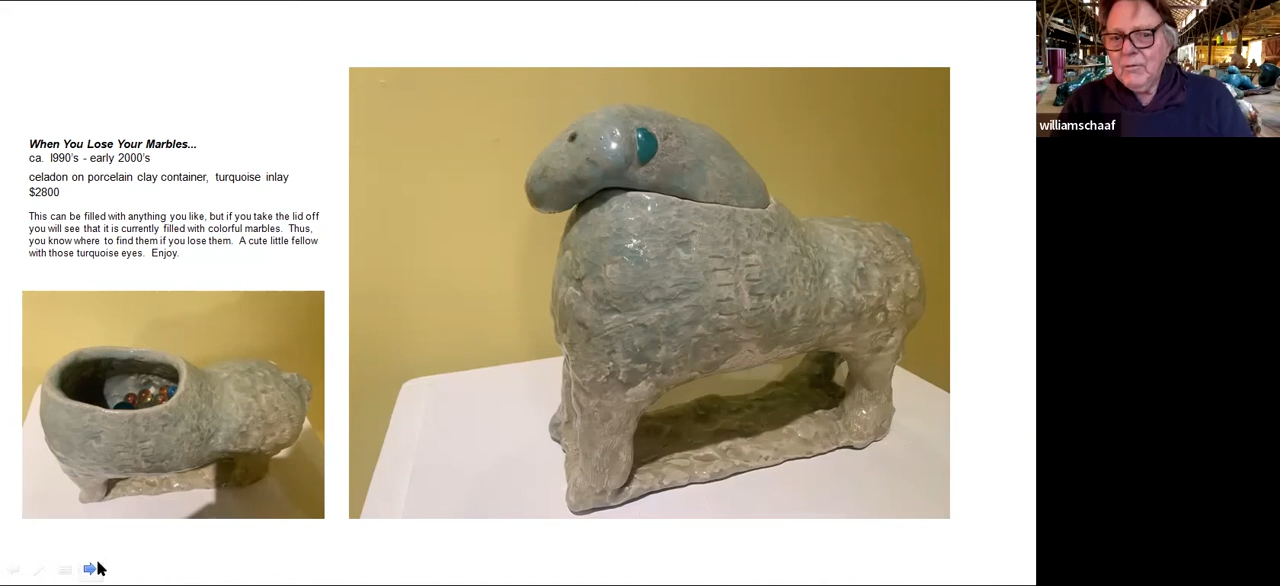 When You Lose Your Marbles...
ca. l990's - early 2000's
celadon on porcelain clay container, turquoise inlay
$2800
This can be filled with anything you like, but if you take the lid off
you will see that it is currently filled with colorful marbles. Thus,
you know where to find them if you lose them. A cute little fellow
with those turquoise eyes. Enjoy.
williamschaaf